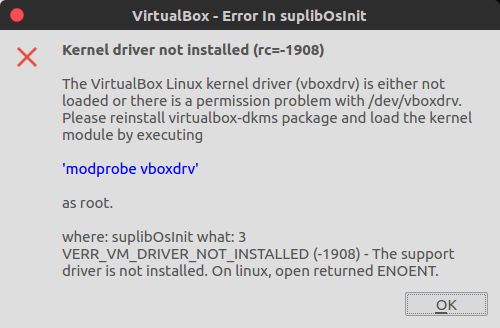 VirtualBox - Error In suplibOsInit
Kernel driver not installed (rc=-1908)
The VirtualBox Linux kernel driver (vboxdrv) is either not
loaded or there is a permission problem with /dev/vboxdrv.
Please reinstall virtualbox-dkms package and load the kernel
module by executing
'modprobe vboxdrv'
as root.
where: suplibOsInit what: 3
VERR_VM_DRIVER_NOT_INSTALLED (-1908) - The support
driver is not installed. On linux, open returned ENOENT.
OK